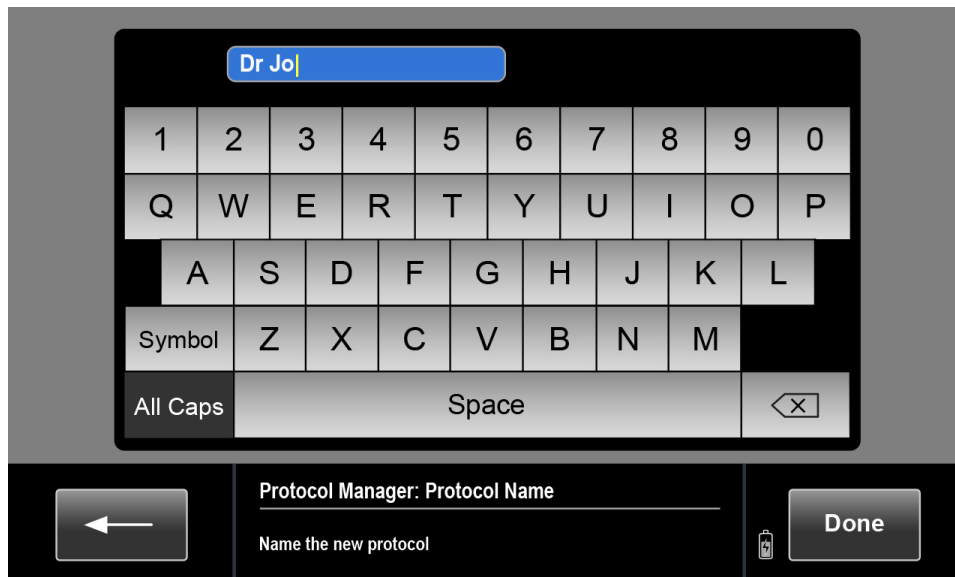 Dr Jo
1 2 3 4 5 6 7 8 9 0
Q W E R T Y U I O P
A S D F G H J K L
Symbol Z X C V B N M
All Caps Space
Protocol Manager: Protocol Name
Name the new protocol
Done